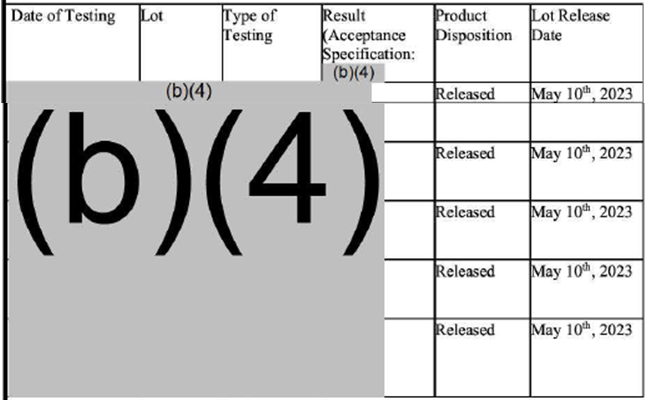 Date of Testing Lot Type of Testing Result (Acceptance Specification: (b)(4) Product Disposition Lot Release Date
(b)(4) Released May 10th, 2023
(b)(4)
Released May 10th, 2023
Released May 10th, 2023
Released May 10th, 2023
Released May 10th, 2023